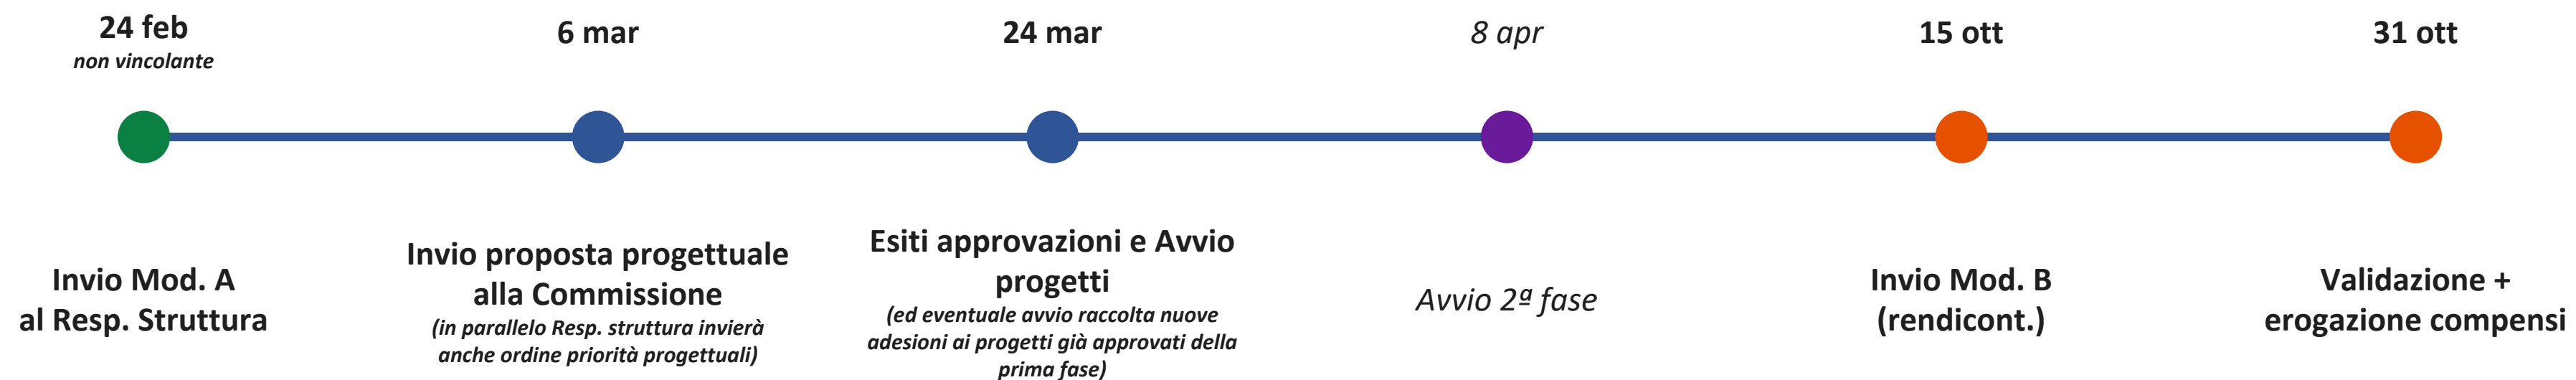 24 feb
non vincolante
6 mar
24 mar
8 apr
15 ott
31 ott
Invio Mod. A
al Resp. Struttura
Invio proposta progettuale
alla Commissione
(in parallelo Resp. struttura invierà
anche ordine priorità progettuali)
Esiti approvazioni e Avvio
progetti
(ed eventuale avvio raccolta nuove
adesioni ai progetti già approvati della
prima fase)
Avvio 2ª fase
Invio Mod. B
(rendicont.)
Validazione +
erogazione compensi